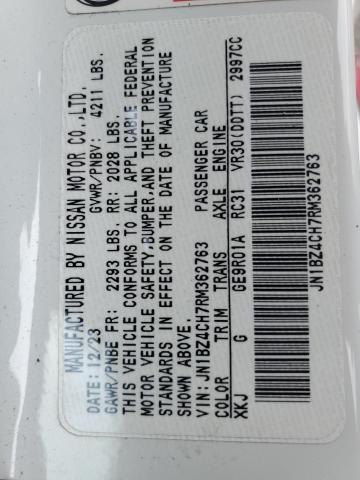 MANUFACTURED BY NISSAN MOTOR CO.,LTD.
DATE: 12/23 GVWR/PNBV: 4211 LBS.
GAWR/PNBE FR: 2293 LBS. RR: 2028 LBS.
THIS VEHICLE CONFORMS TO ALL APPLICABLE FEDERAL
MOTOR VEHICLE SAFETY,BUMPER,AND THEFT PREVENTION
STANDARDS IN EFFECT ON THE DATE OF MANUFACTURE
SHOWN ABOVE.
VIN:JN1BZ4CH7RM362763 PASSENGER CAR
COLOR TRIM TRANS AXLE ENGINE
XKJ G GE9R01A RC31 VR30(DDTT) 2997CC
JN1BZ4CH7RM362763